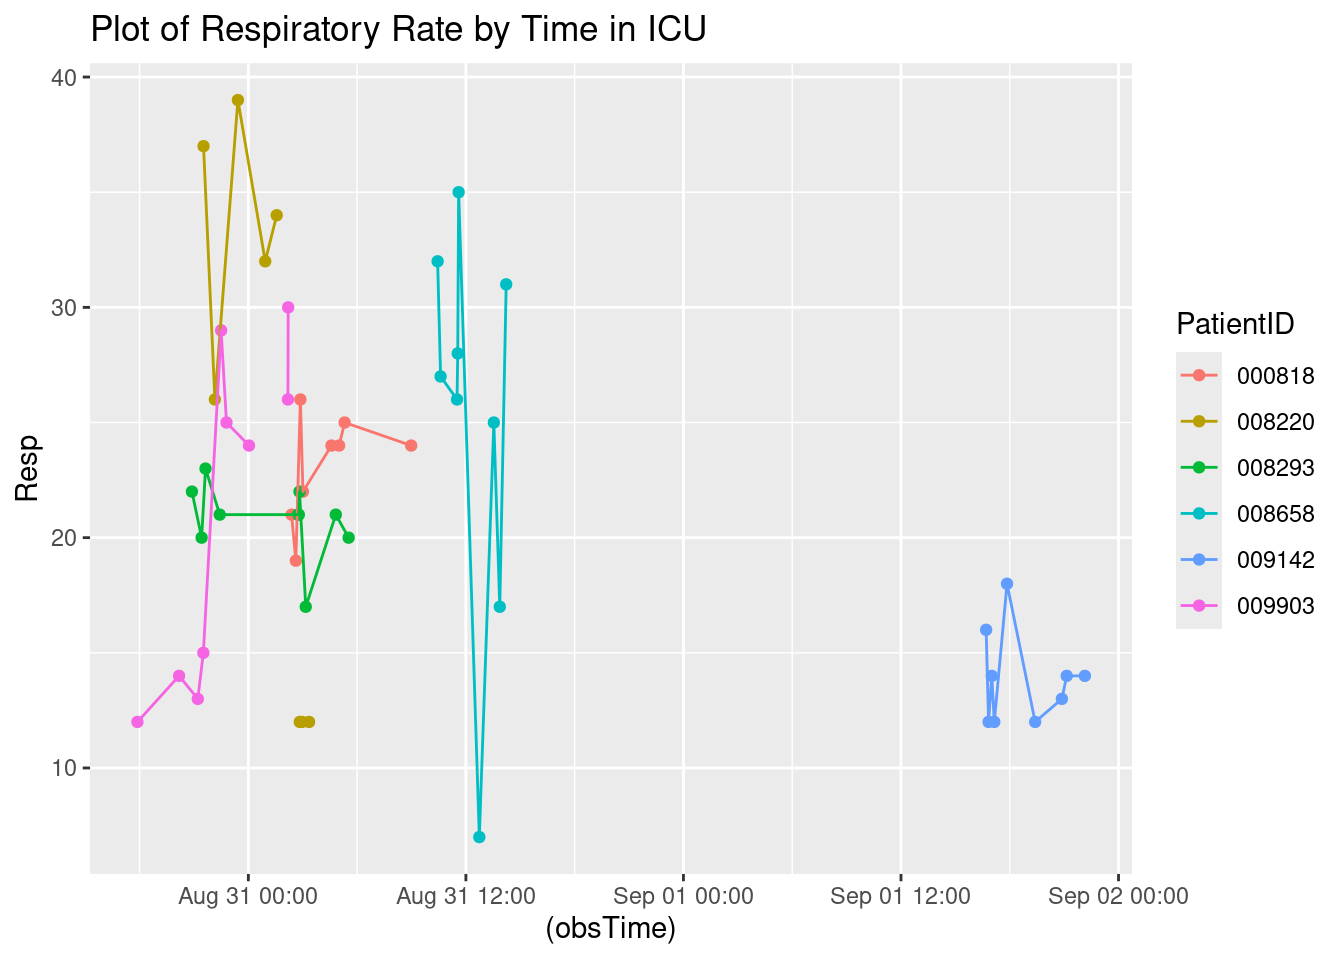 Plot of Respiratory Rate by Time in ICU
40
30
20
10
Resp
Aug 31 00:00
Aug 31 12:00
Sep 01 00:00
Sep 01 12:00
Sep 02 00:00
(obsTime)
PatientID
000818
008220
008293
008658
009142
009903